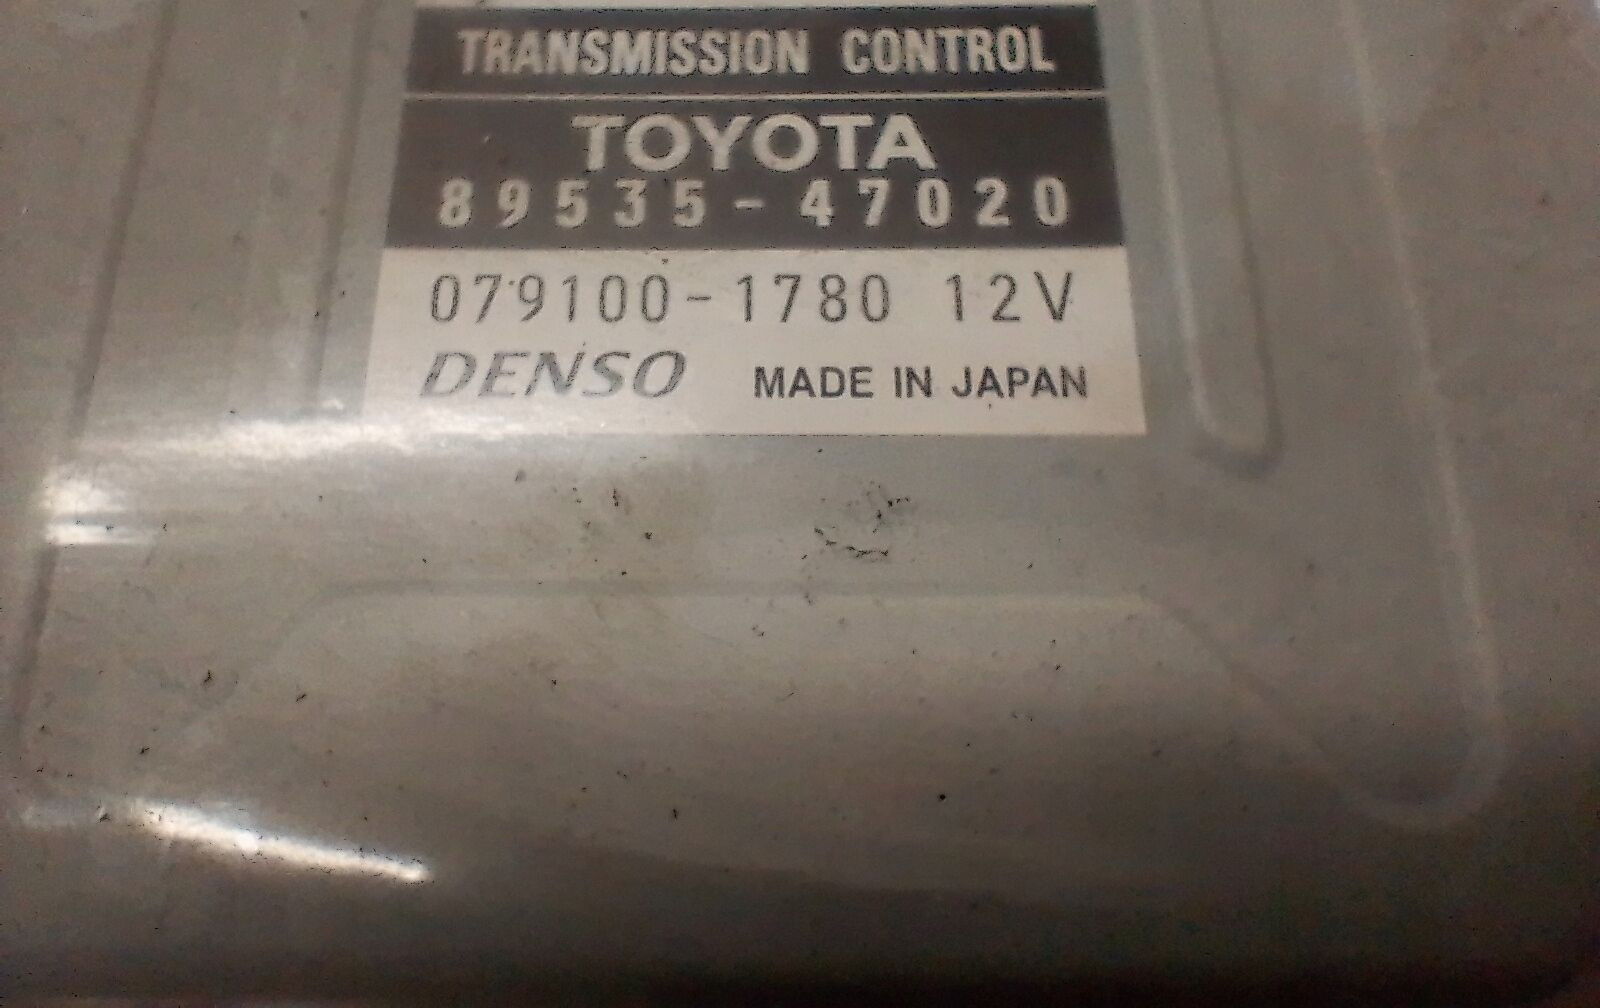 TRANSMISSION CONTROL
TOYOTA
89535-47020
079100-1780 12V
DENSO MADE IN JAPAN